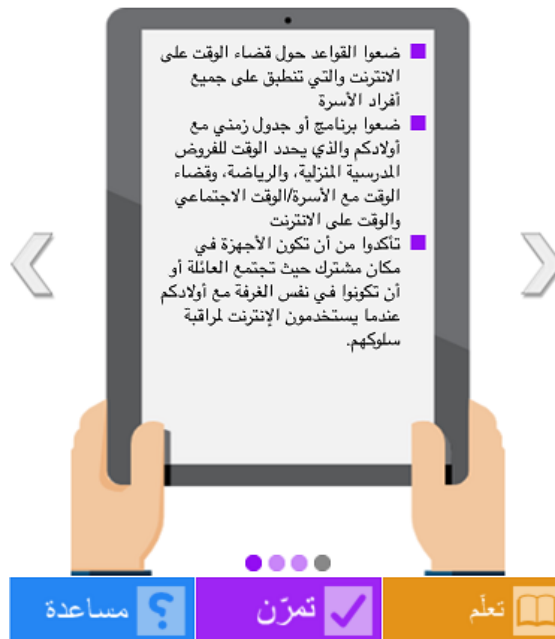 ضعوا القواعد حول قضاء الوقت على
الانترنت والتي تنطبق على جميع
أفراد الأسرة
ضعوا برنامج أو جدول زمني مع
أولادكم والذي يحدد الوقت للفروض
المدرسية المنزلية، والرياضة، وقضاء
الوقت مع الأسرة/الوقت الاجتماعي
والوقت على الانترنت
تأكدوا من أن تكون الأجهزة في
مكان مشترك حيث تجتمع العائلة أو
أن تكونوا في نفس الغرفة مع أولادكم
عندما يستخدمون الإنترنت لمراقبة
سلوكهم.
تعلّم
تمرّن
مساعدة